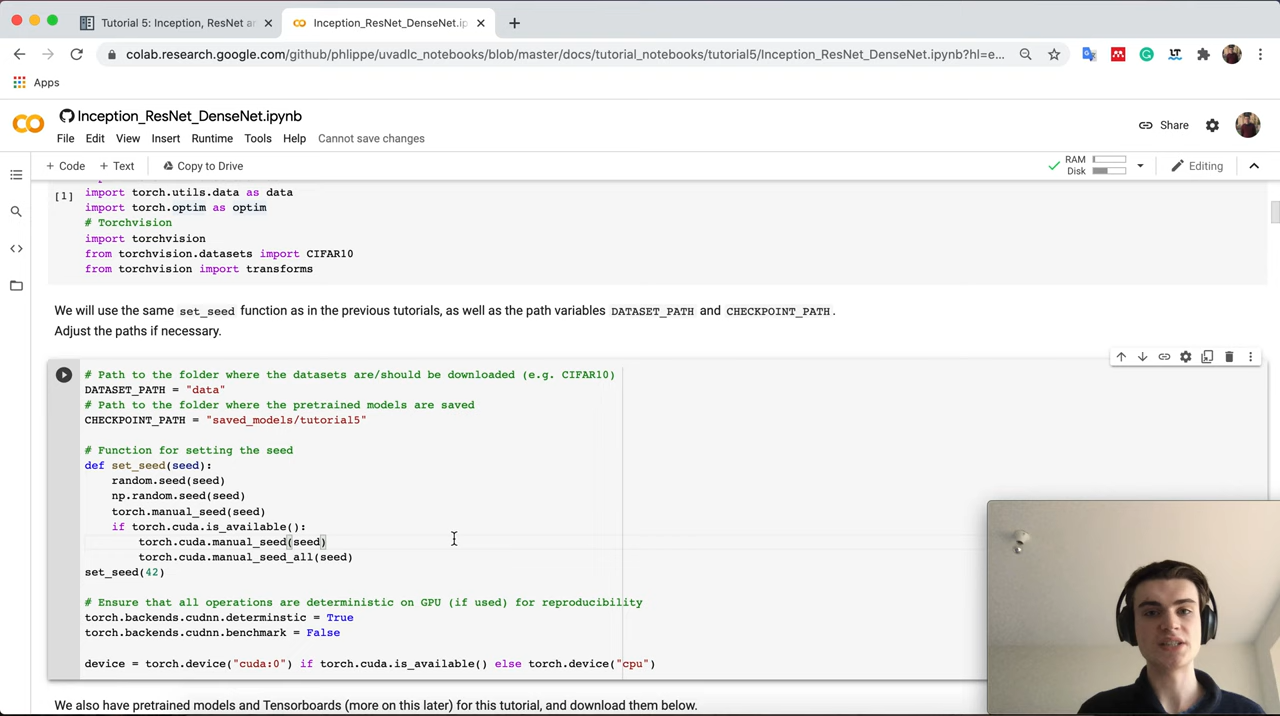 Tutorial 5: Inception, ResNet ar
Inception_ResNet_DenseNet.ip
colab.research.google.com/github/phlippe/uvadlc_notebooks/blob/master/docs/tutorial_notebooks/tutorial5/Inception_ResNet_DenseNet.ipynb?hl=e...
Apps
Inception_ResNet_DenseNet.ipynb
Share
File Edit View Insert Runtime Tools Help Cannot save changes
+ Code + Text Copy to Drive
RAM
Disk
Editing
[1]
import torch.utils.data as data
import torch.optim as optim
# Torchvision
import torchvision
from torchvision.datasets import CIFAR10
from torchvision import transforms
We will use the same set_seed function as in the previous tutorials, as well as the path variables DATASET_PATH and CHECKPOINT_PATH.
Adjust the paths if necessary.
# Path to the folder where the datasets are/should be downloaded (e.g. CIFAR10)
DATASET_PATH = "data"
# Path to the folder where the pretrained models are saved
CHECKPOINT_PATH = "saved_models/tutorial5"
# Function for setting the seed
def set_seed(seed):
random.seed(seed)
np.random.seed(seed)
torch.manual_seed(seed)
if torch.cuda.is_available():
torch.cuda.manual_seed(seed)
torch.cuda.manual_seed_all(seed)
set_seed(42)
# Ensure that all operations are deterministic on GPU (if used) for reproducibility
torch.backends.cudnn.determinstic = True
torch.backends.cudnn.benchmark = False
device = torch.device("cuda:0") if torch.cuda.is_available() else torch.device("cpu")
We also have pretrained models and Tensorboards (more on this later) for this tutorial, and download them below.